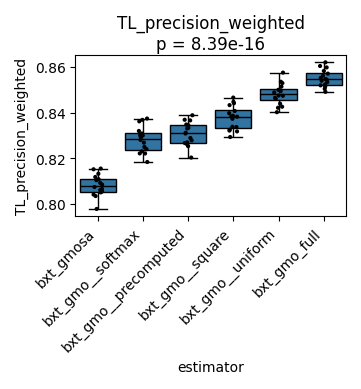 TL_precision_weighted
p = 8.39e-16
TL_precision_weighted
0.86
0.84
0.82
0.80
bxt_gmosa
bxt_gmo__softmax
bxt_gmo__precomputed
bxt_gmo__square
bxt_gmo__uniform
bxt_gmo_full
estimator